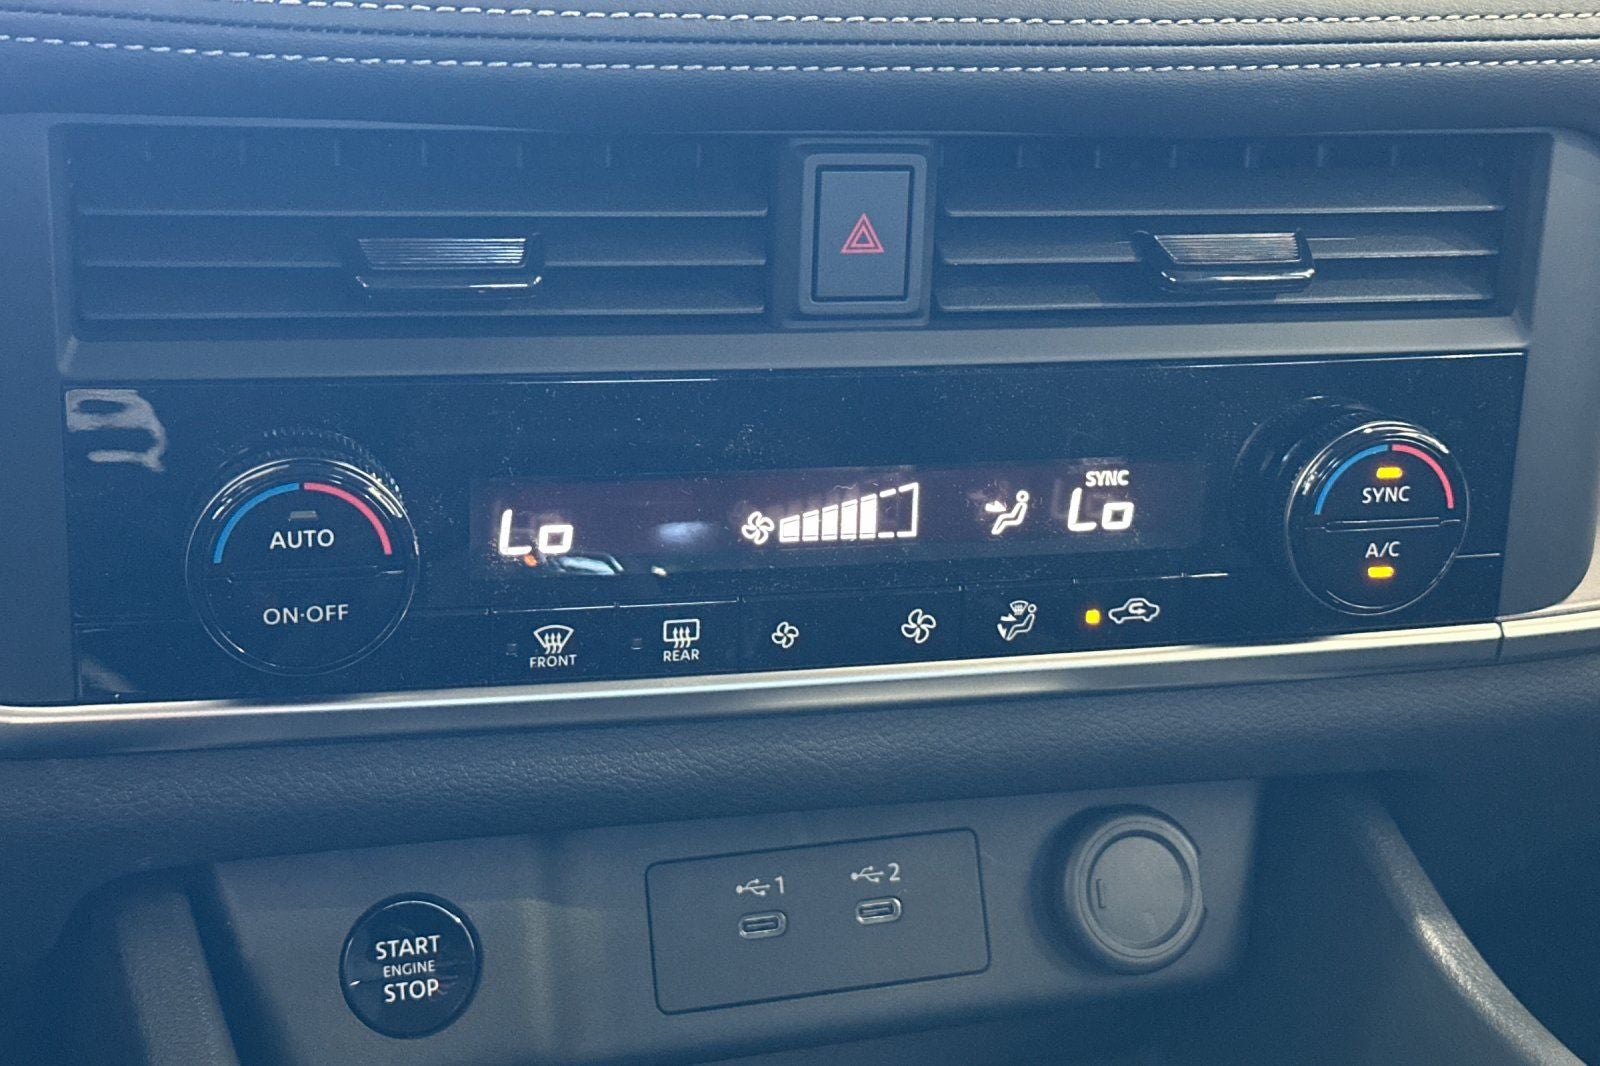 AUTO
ON·OFF
Lo
SYNC
Lo
SYNC
A/C
FRONT
REAR
START
ENGINE
STOP
1
2